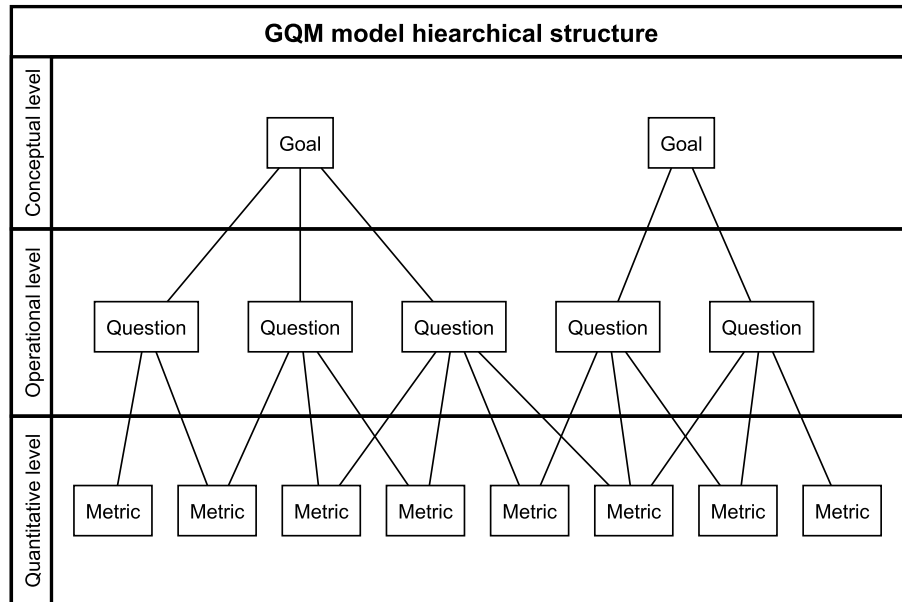 GQM model hiearchical structure
Conceptual level
Goal Goal
Operational level
Question Question Question Question Question
Quantitative level
Metric Metric Metric Metric Metric Metric Metric Metric